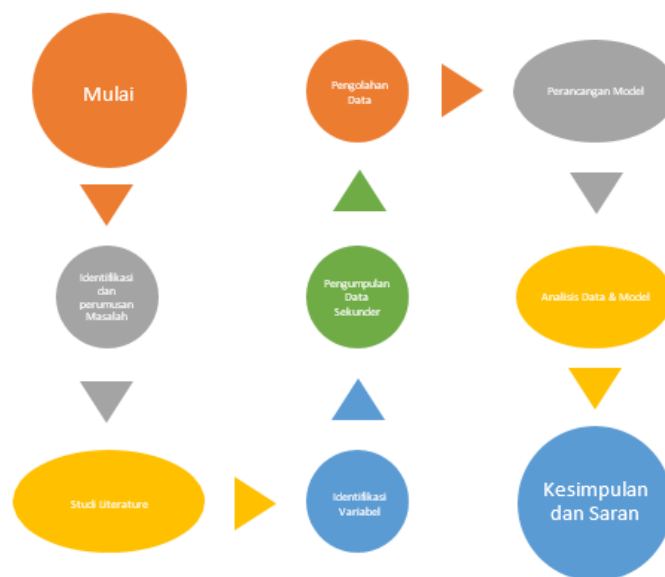 Mulai
Identifikasi
dan
perumusan
Masalah
Studi Literature
Identifikasi
Variabel
Pengumpulan
Data
Sekunder
Pengolahan
Data
Perancangan Model
Analisis Data & Model
Kesimpulan
dan Saran